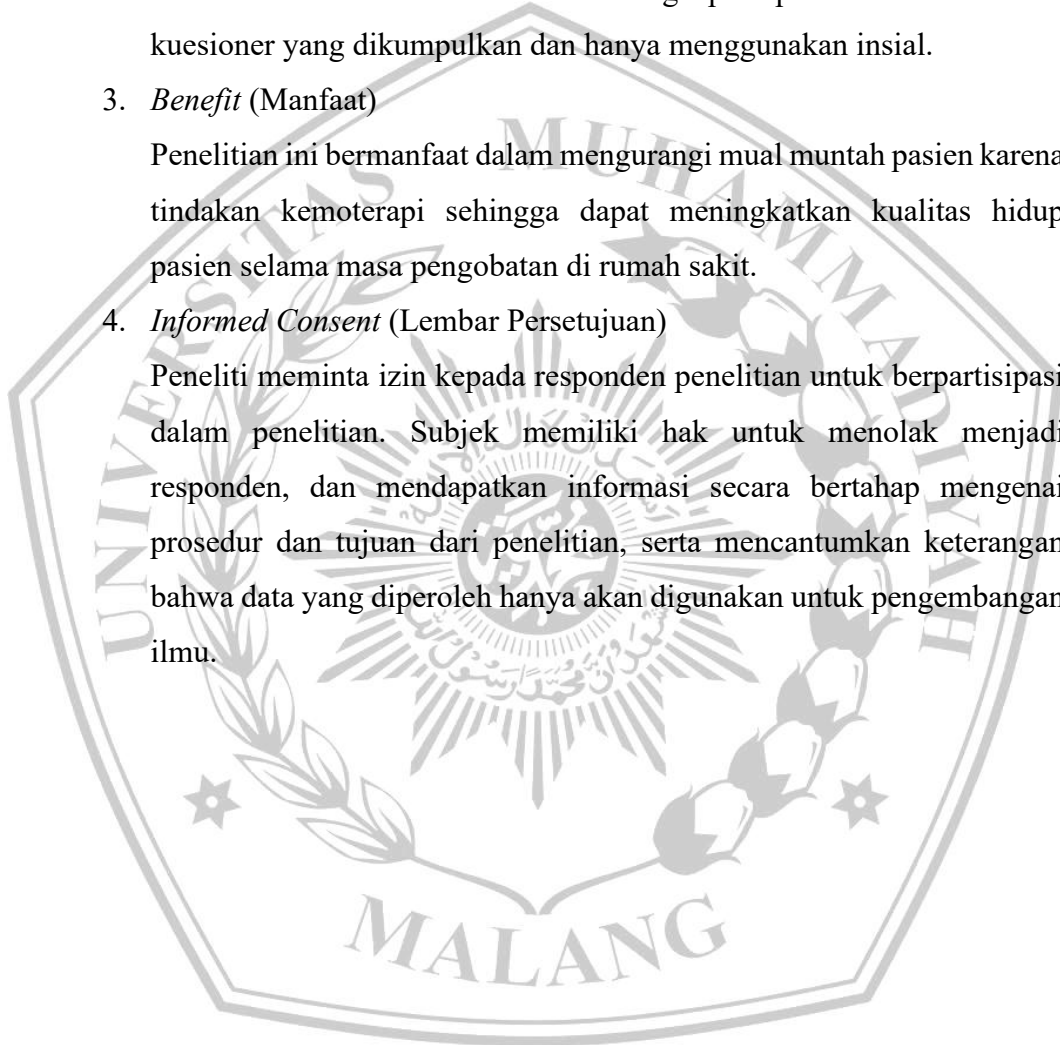 kuesioner yang dikumpulkan dan hanya menggunakan insial.
3. Benefit (Manfaat)
Penelitian ini bermanfaat dalam mengurangi mual muntah pasien karena
tindakan kemoterapi sehingga dapat meningkatkan kualitas hidup
pasien selama masa pengobatan di rumah sakit.
4. Informed Consent (Lembar Persetujuan)
Peneliti meminta izin kepada responden penelitian untuk berpartisipasi
dalam penelitian. Subjek memiliki hak untuk menolak menjadi
responden, dan mendapatkan informasi secara bertahap mengenai
prosedur dan tujuan dari penelitian, serta mencantumkan keterangan
bahwa data yang diperoleh hanya akan digunakan untuk pengembangan
ilmu.
UNIVERSITAS MUHAMMADIYAH
MALANG